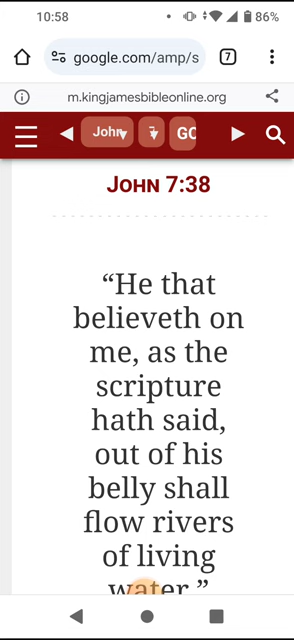 10:58
86%
google.com/amp/s
7
m.kingjamesbibleonline.org
John
7
GO
JOHN 7:38
“He that
believeth on
me, as the
scripture
hath said,
out of his
belly shall
flow rivers
of living
water.”